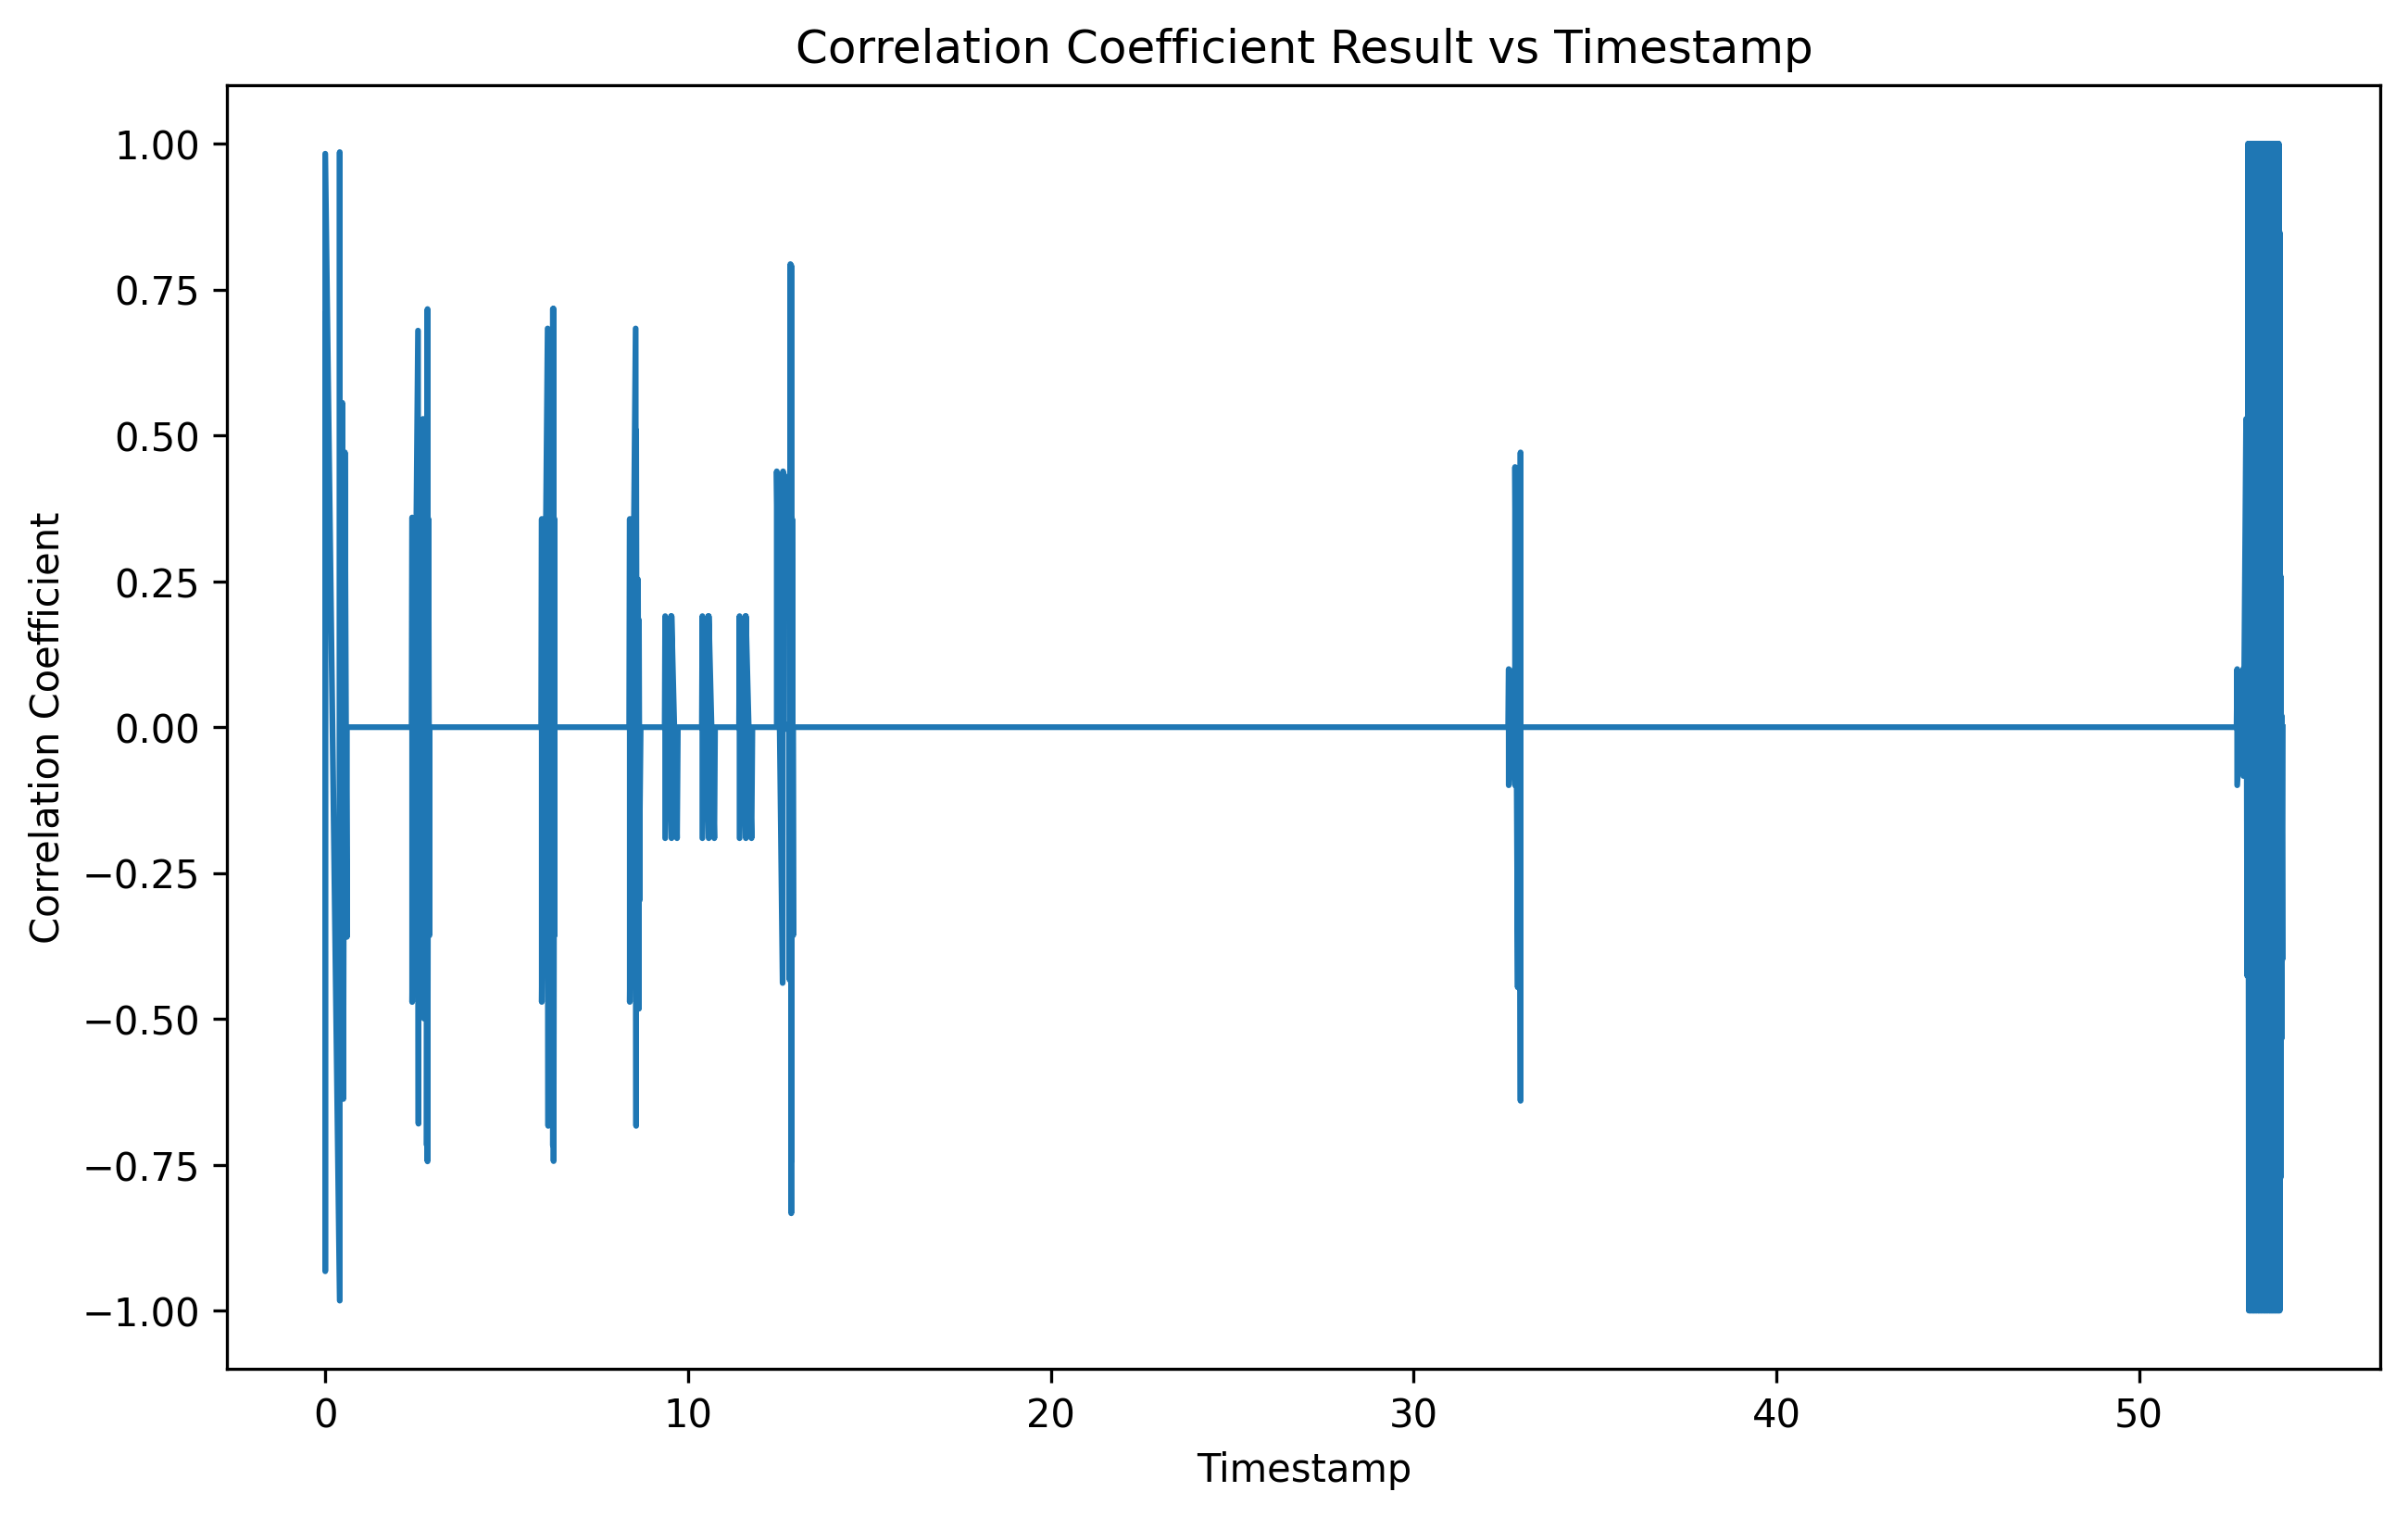 Correlation Coefficient Result vs Timestamp
Correlation Coefficient
1.00
0.75
0.50
0.25
0.00
−0.25
−0.50
−0.75
−1.00
0 10 20 30 40 50
Timestamp